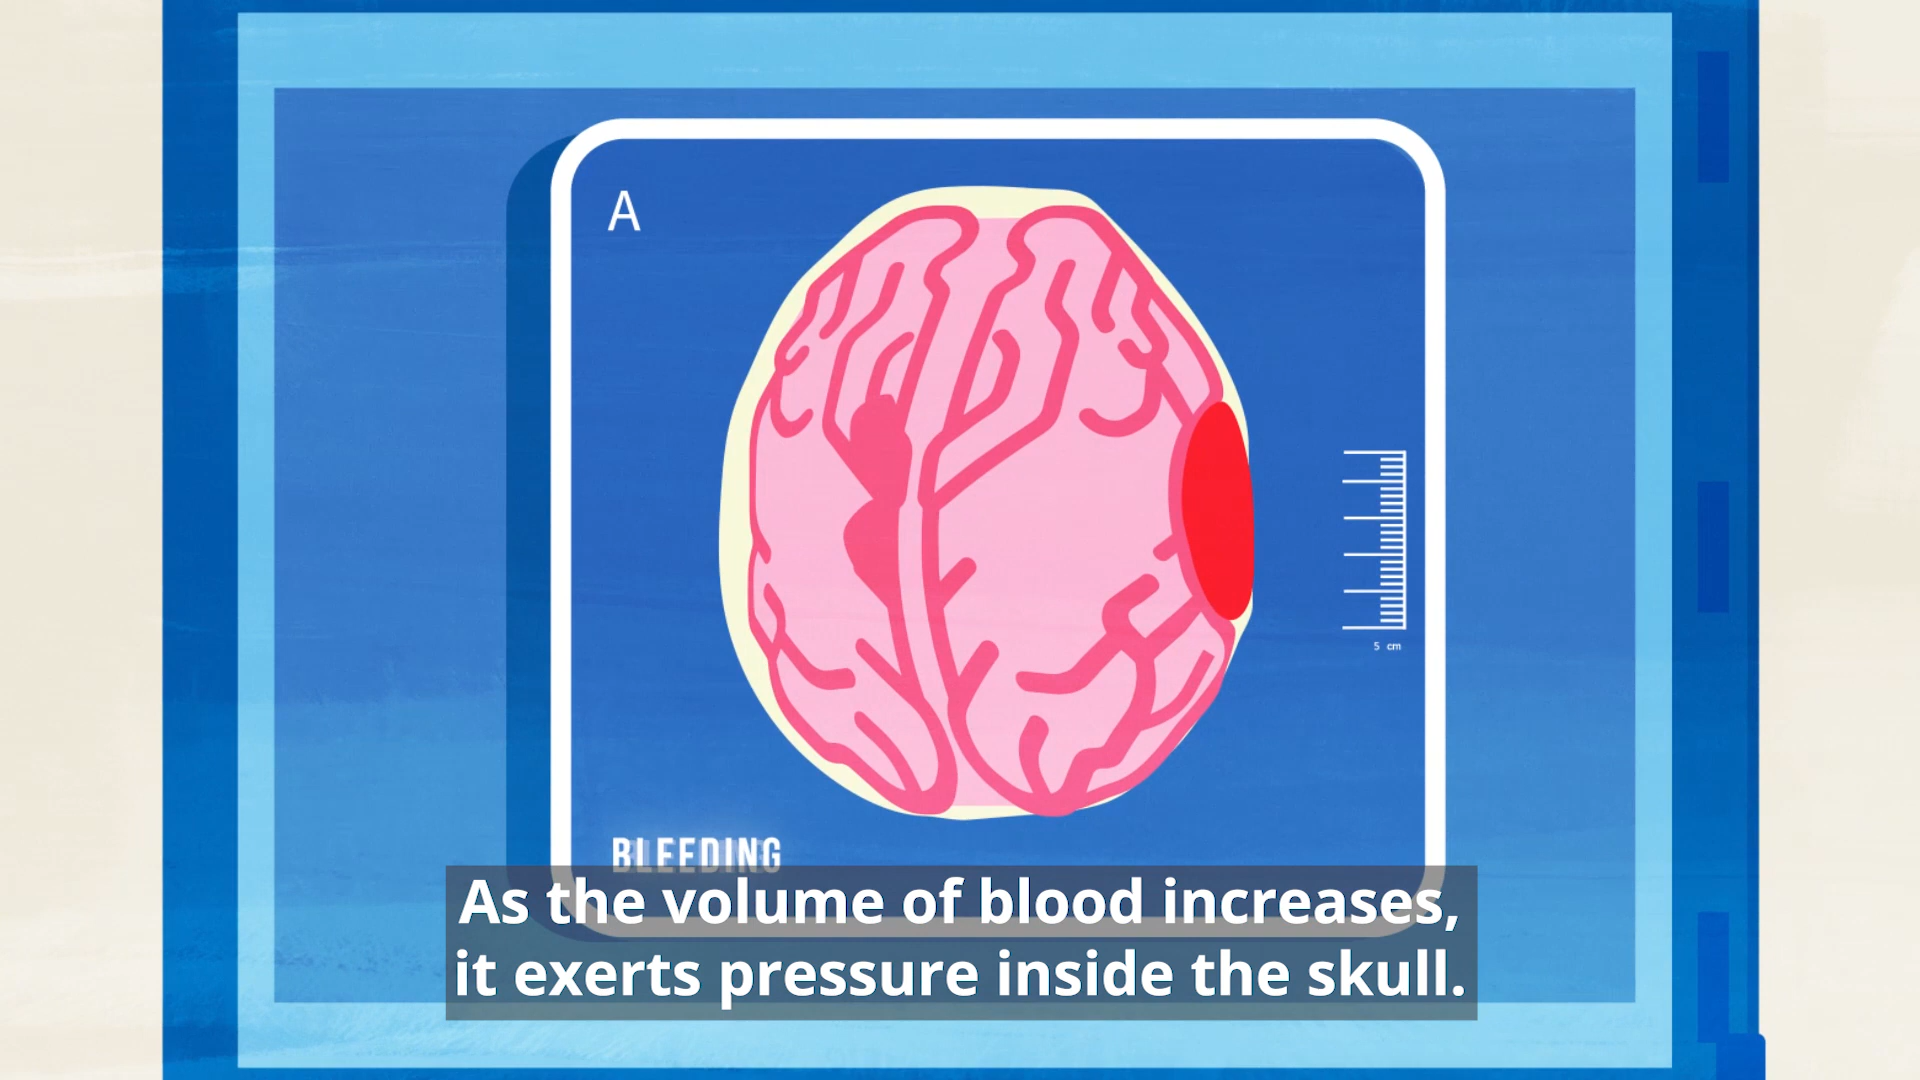 A
5 cm
BLEEDING
As the volume of blood increases,
it exerts pressure inside the skull.